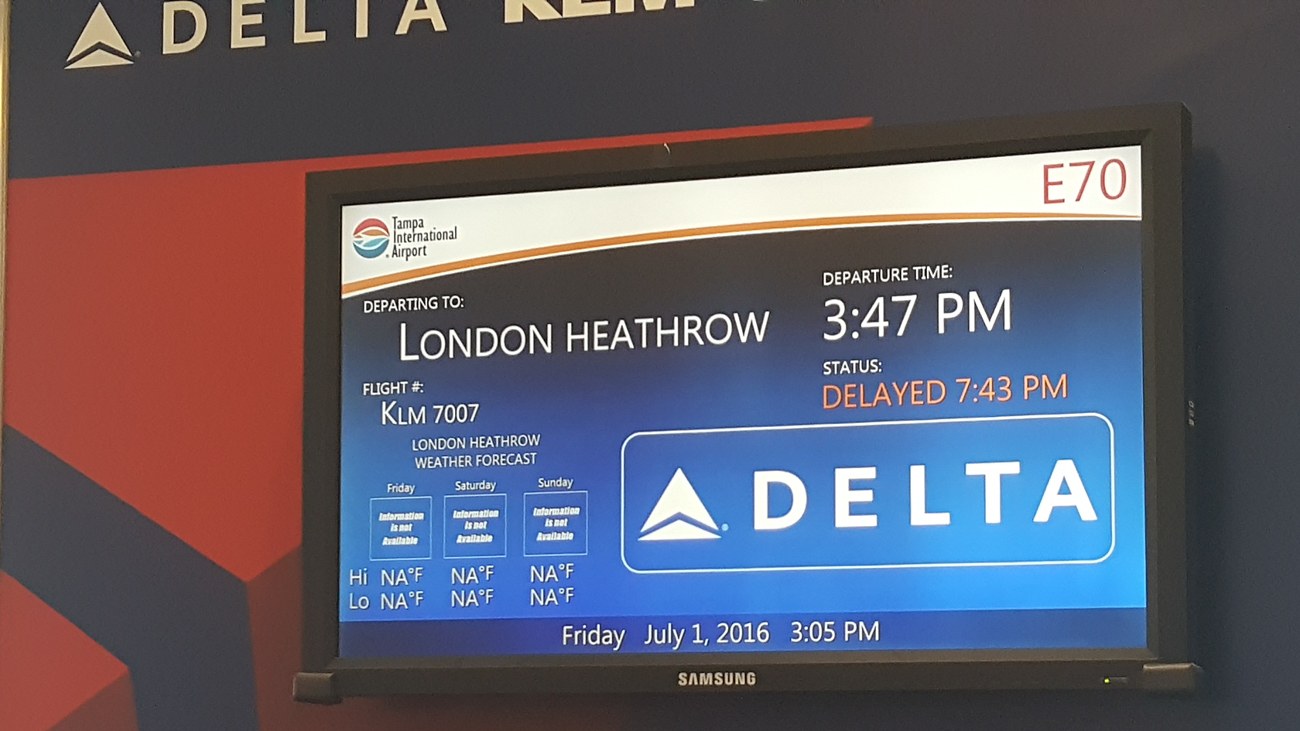 DELTA KLM
E70
Tampa
International
Airport
DEPARTING TO:
LONDON HEATHROW
DEPARTURE TIME:
3:47 PM
STATUS:
DELAYED 7:43 PM
FLIGHT #:
KLM 7007
LONDON HEATHROW
WEATHER FORECAST
Friday Saturday Sunday
Information is not Available
Information is not Available
Information is not Available
Hi NA°F NA°F NA°F
Lo NA°F NA°F NA°F
DELTA
Friday July 1, 2016 3:05 PM
SAMSUNG